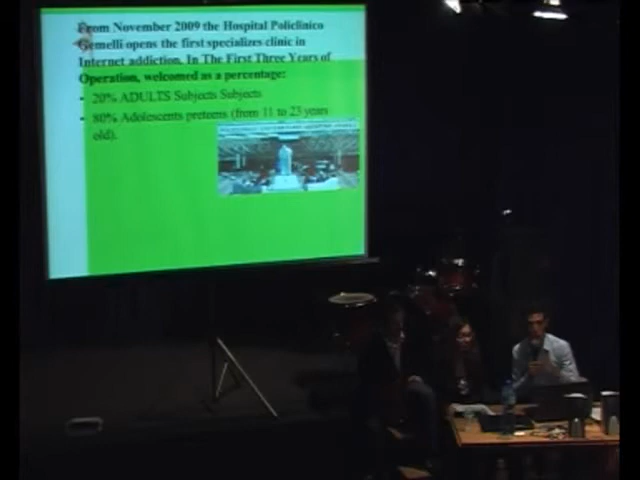 From November 2009 the Hospital Policlinico
Gemelli opens the first specializes clinic in
Internet addiction. In The First Three Years of
Operation, welcomed as a percentage:
- 20% ADULTS Subjects Subjects
- 80% Adolescents preteens (from 11 to 23 years
old).